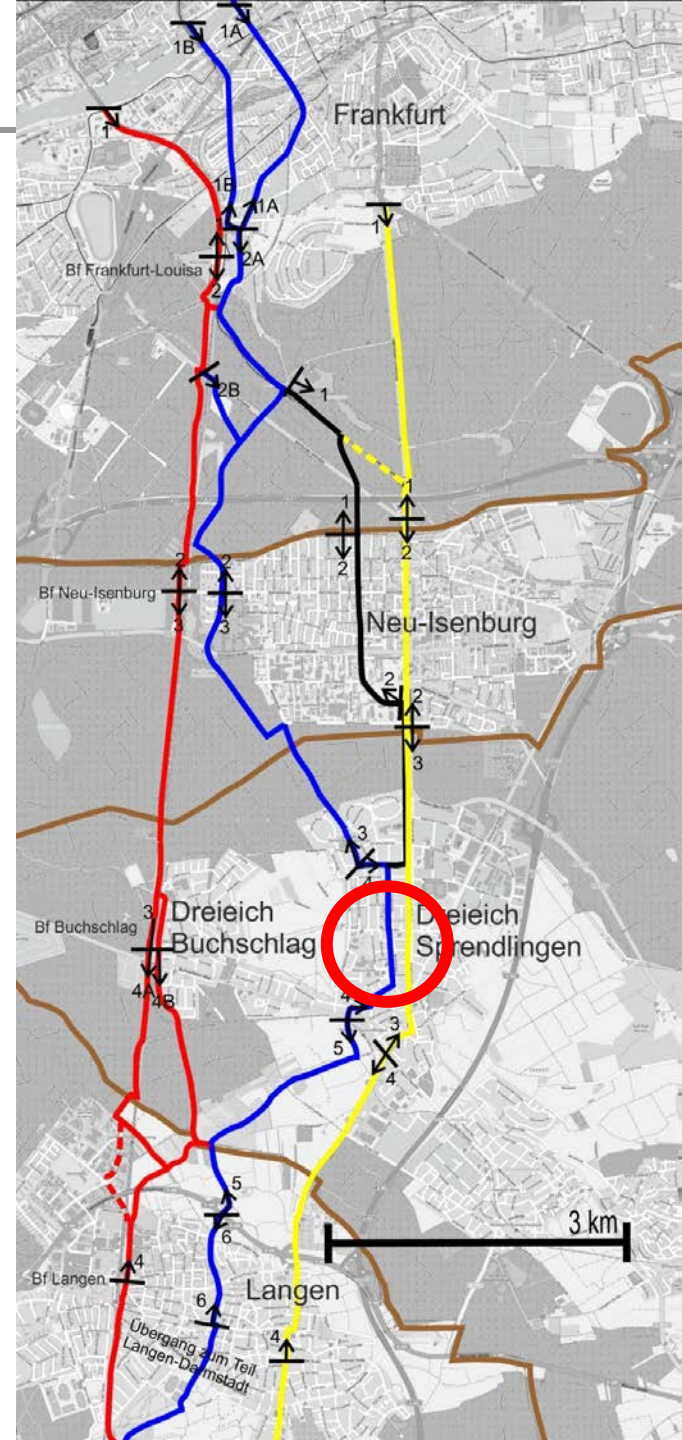 1B
1A
Frankfurt
1
1B
1A
1
Bf Frankfurt-Louisa
1
2A
2
2B
1
1
1
2
2
2
2
Bf Neu-Isenburg
3
3
Neu-Isenburg
2
2
3
3
4
3
Dreieich
Buchschlag
Dreieich
Sprendlingen
Bf Buchschlag
4A
4B
4
3
5
4
5
6
3 km
4
Bf Langen
Langen
6
4
Übergang zum Teil
Langen-Darmstadt